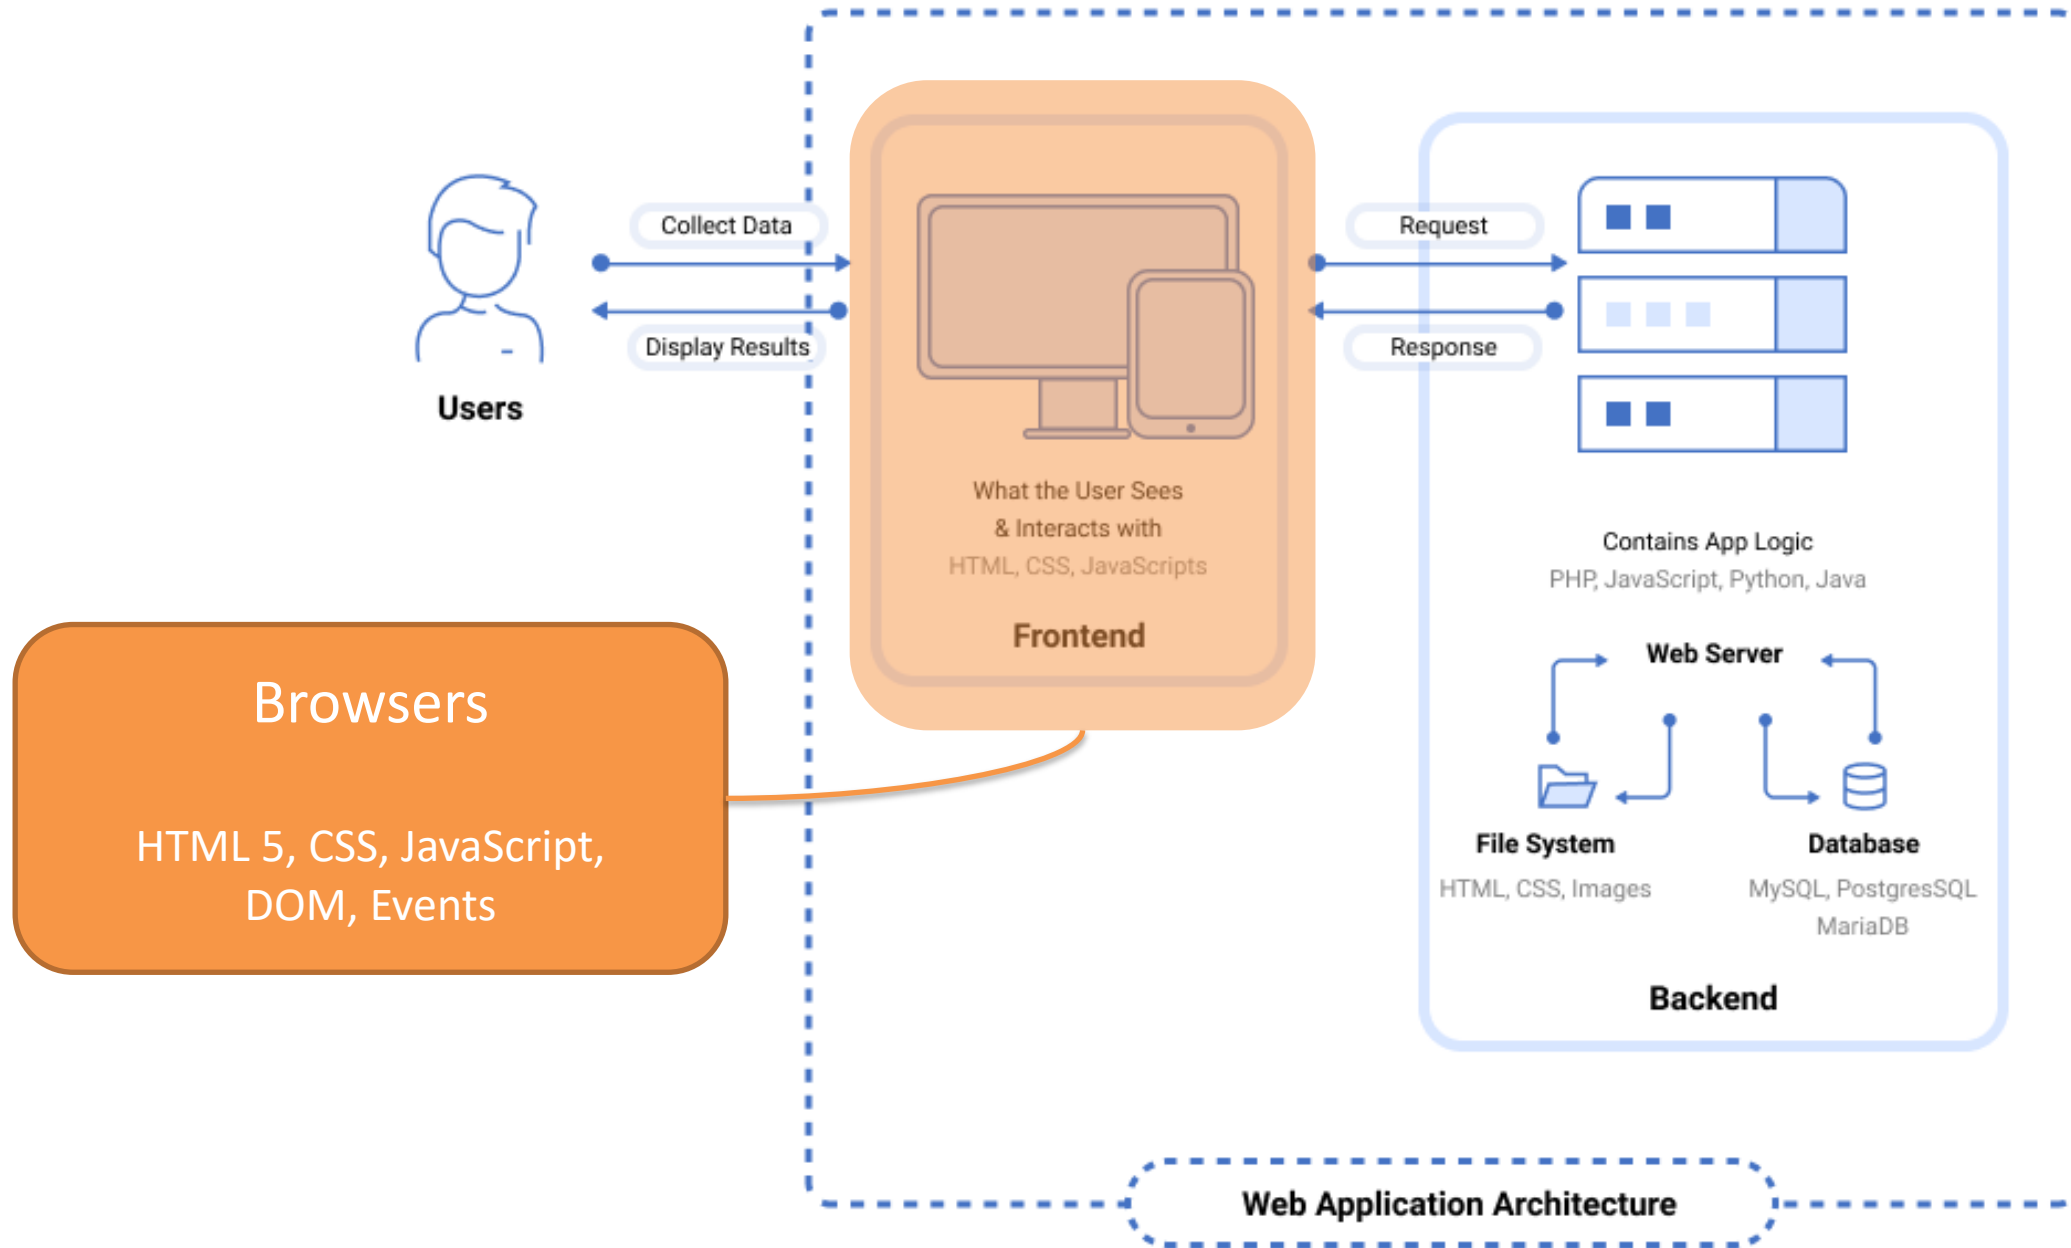 Collect Data
Display Results
Users
What the User Sees
& Interacts with
HTML, CSS, JavaScripts
Frontend
Request
Response
Contains App Logic
PHP, JavaScript, Python, Java
Web Server
File System
HTML, CSS, Images
Database
MySQL, PostgresSQL
MariaDB
Backend
Browsers
HTML 5, CSS, JavaScript,
DOM, Events
Web Application Architecture